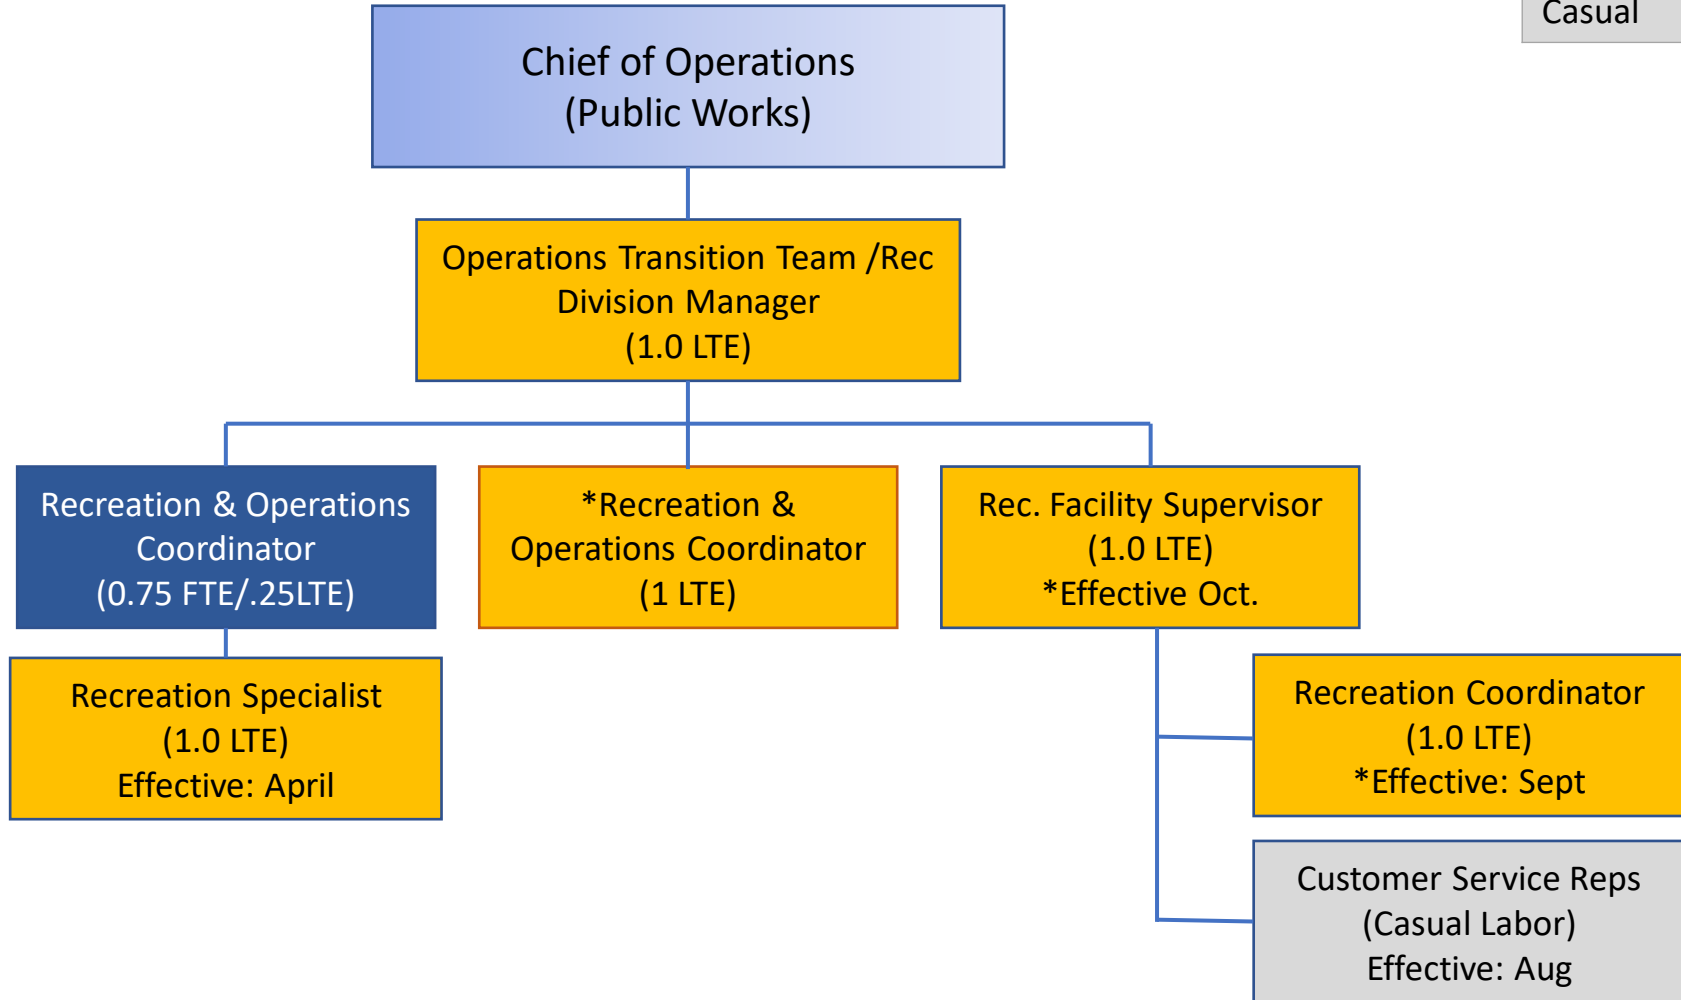 Casual
Chief of Operations
(Public Works)
Operations Transition Team /Rec
Division Manager
(1.0 LTE)
Recreation & Operations
Coordinator
(0.75 FTE/.25LTE)
*Recreation &
Operations Coordinator
(1 LTE)
Rec. Facility Supervisor
(1.0 LTE)
*Effective Oct.
Recreation Specialist
(1.0 LTE)
Effective: April
Recreation Coordinator
(1.0 LTE)
*Effective: Sept
Customer Service Reps
(Casual Labor)
Effective: Aug